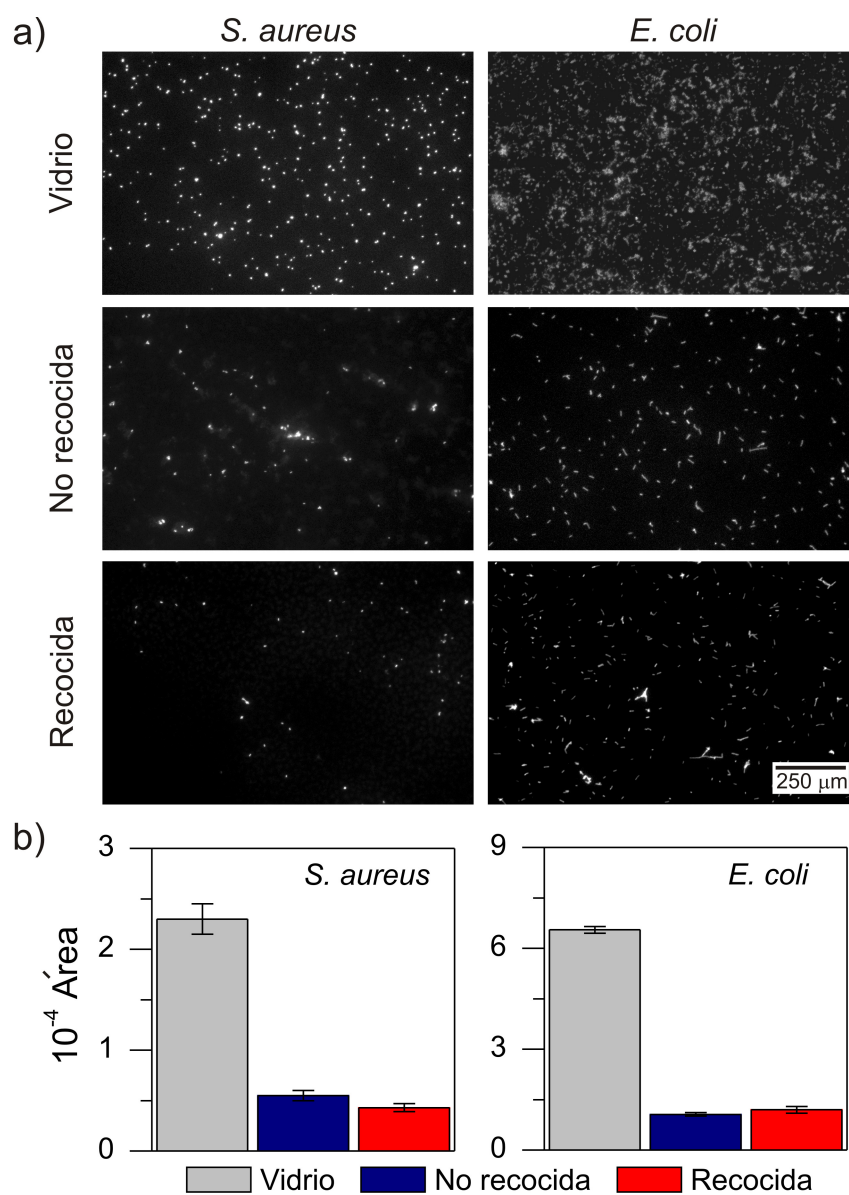 a)
S. aureus
E. coli
Vidrio
No recocida
Recocida
250 μm
b)
3
2
1
0
10⁻⁴ Área
S. aureus
9
6
3
0
E. coli
Vidrio
No recocida
Recocida